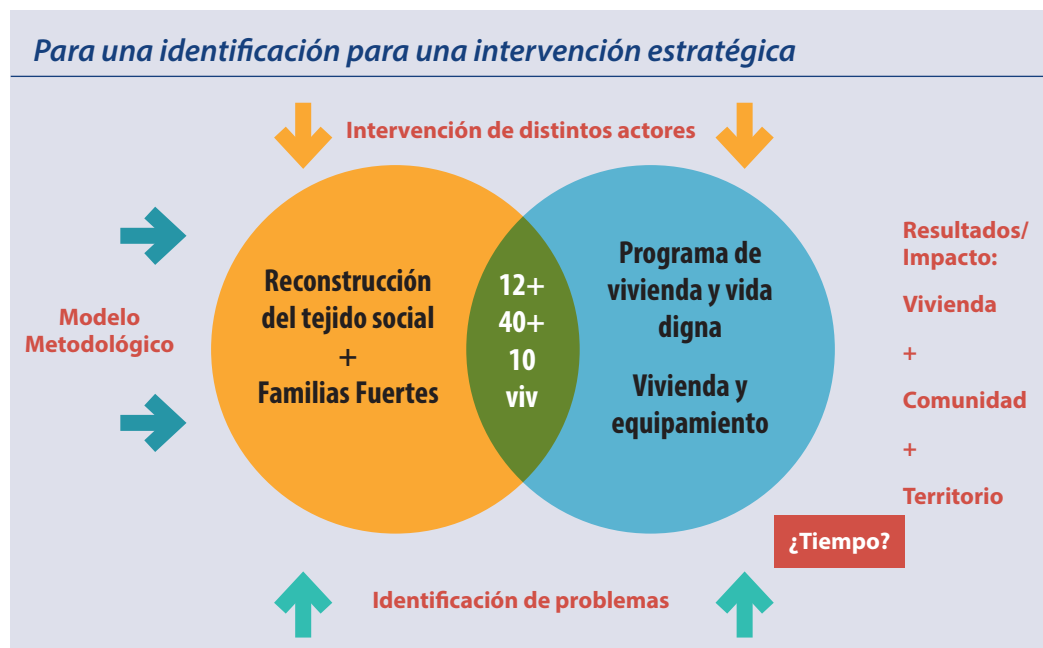 Para una identificación para una intervención estratégica
Intervención de distintos actores
Modelo
Metodológico
Reconstrucción
del tejido social
+
Familias Fuertes
12+
40+
10
viv
Programa de
vivienda y vida
digna
Vivienda y
equipamiento
Resultados/
Impacto:
Vivienda
+
Comunidad
+
Territorio
¿Tiempo?
Identificación de problemas